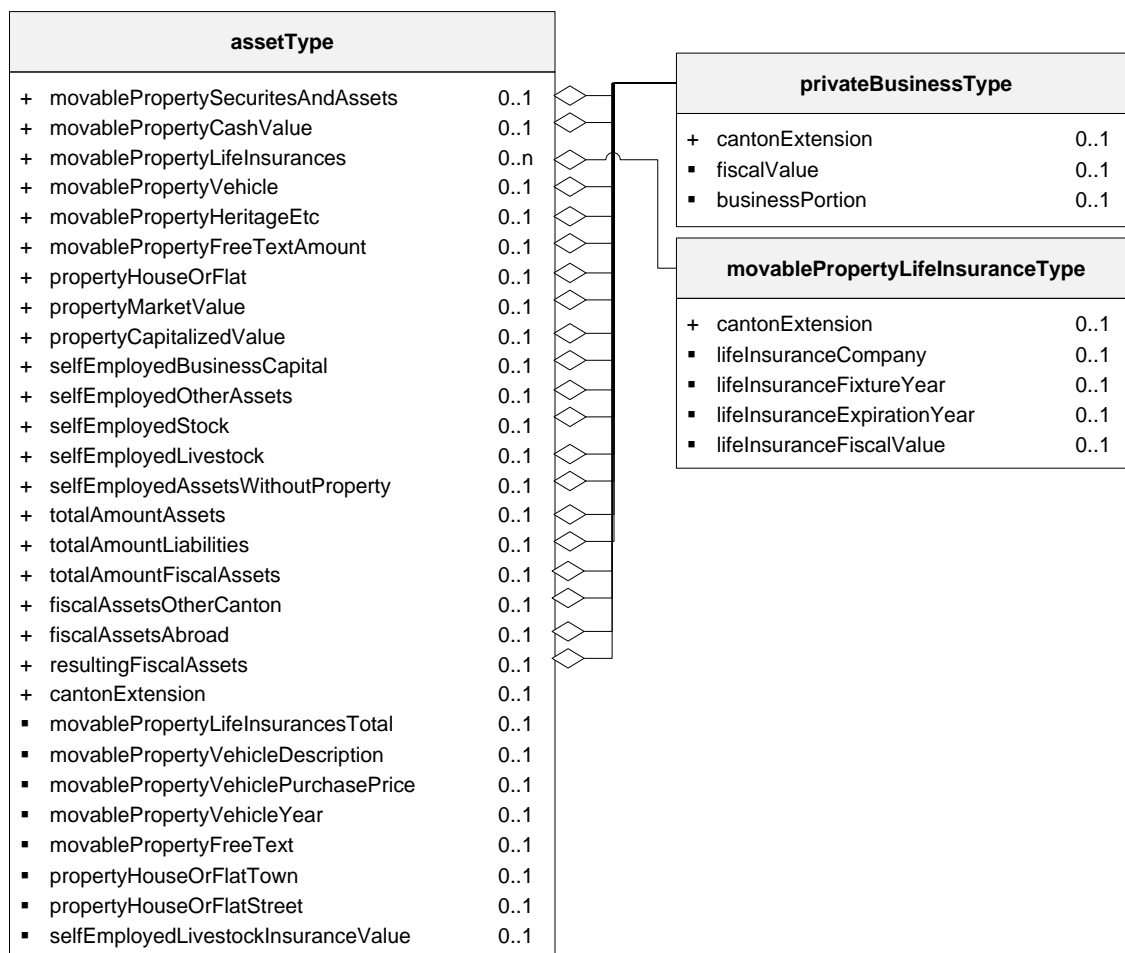 assetType
+ movablePropertySecuritesAndAssets 0..1
+ movablePropertyCashValue 0..1
+ movablePropertyLifeInsurances 0..n
+ movablePropertyVehicle 0..1
+ movablePropertyHeritageEtc 0..1
+ movablePropertyFreeTextAmount 0..1
+ propertyHouseOrFlat 0..1
+ propertyMarketValue 0..1
+ propertyCapitalizedValue 0..1
+ selfEmployedBusinessCapital 0..1
+ selfEmployedOtherAssets 0..1
+ selfEmployedStock 0..1
+ selfEmployedLivestock 0..1
+ selfEmployedAssetsWithoutProperty 0..1
+ totalAmountAssets 0..1
+ totalAmountLiabilities 0..1
+ totalAmountFiscalAssets 0..1
+ fiscalAssetsOtherCanton 0..1
+ fiscalAssetsAbroad 0..1
+ resultingFiscalAssets 0..1
+ cantonExtension 0..1
▪ movablePropertyLifeInsurancesTotal 0..1
▪ movablePropertyVehicleDescription 0..1
▪ movablePropertyVehiclePurchasePrice 0..1
▪ movablePropertyVehicleYear 0..1
▪ movablePropertyFreeText 0..1
▪ propertyHouseOrFlatTown 0..1
▪ propertyHouseOrFlatStreet 0..1
▪ selfEmployedLivestockInsuranceValue 0..1
privateBusinessType
+ cantonExtension 0..1
▪ fiscalValue 0..1
▪ businessPortion 0..1
movablePropertyLifeInsuranceType
+ cantonExtension 0..1
▪ lifeInsuranceCompany 0..1
▪ lifeInsuranceFixtureYear 0..1
▪ lifeInsuranceExpirationYear 0..1
▪ lifeInsuranceFiscalValue 0..1